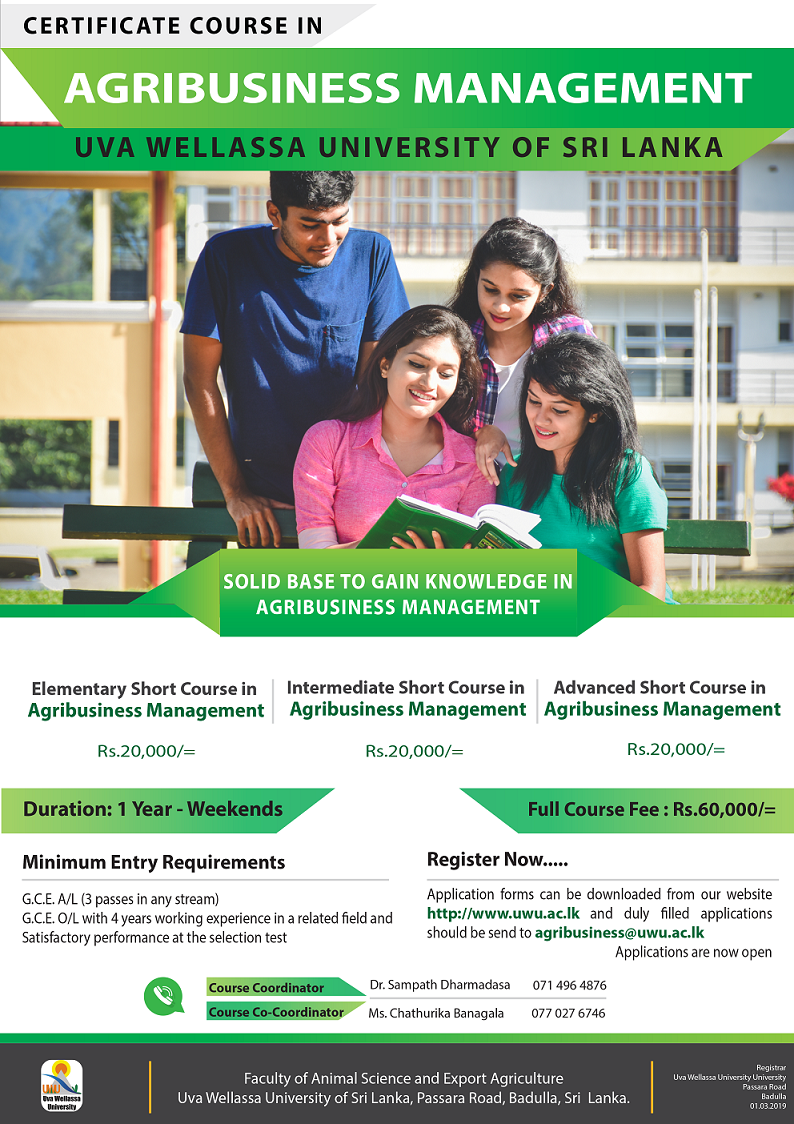 CERTIFICATE COURSE IN
AGRIBUSINESS MANAGEMENT
UVA WELLASSA UNIVERSITY OF SRI LANKA
SOLID BASE TO GAIN KNOWLEDGE IN
AGRIBUSINESS MANAGEMENT
Elementary Short Course in
Agribusiness Management
Rs.20,000/=
Intermediate Short Course in
Agribusiness Management
Rs.20,000/=
Advanced Short Course in
Agribusiness Management
Rs.20,000/=
Duration: 1 Year - Weekends
Full Course Fee : Rs.60,000/=
Minimum Entry Requirements
G.C.E. A/L (3 passes in any stream)
G.C.E. O/L with 4 years working experience in a related field and
Satisfactory performance at the selection test
Register Now.....
Application forms can be downloaded from our website
http://www.uwu.ac.lk and duly filled applications
should be send to agribusiness@uwu.ac.lk
Applications are now open
Course Coordinator Dr. Sampath Dharmadasa 071 496 4876
Course Co-Coordinator Ms. Chathurika Banagala 077 027 6746
UWU
Uva Wellassa
University
Faculty of Animal Science and Export Agriculture
Uva Wellassa University of Sri Lanka, Passara Road, Badulla, Sri Lanka.
Registrar
Uva Wellassa University University
Passara Road
Badulla
01.03.2019